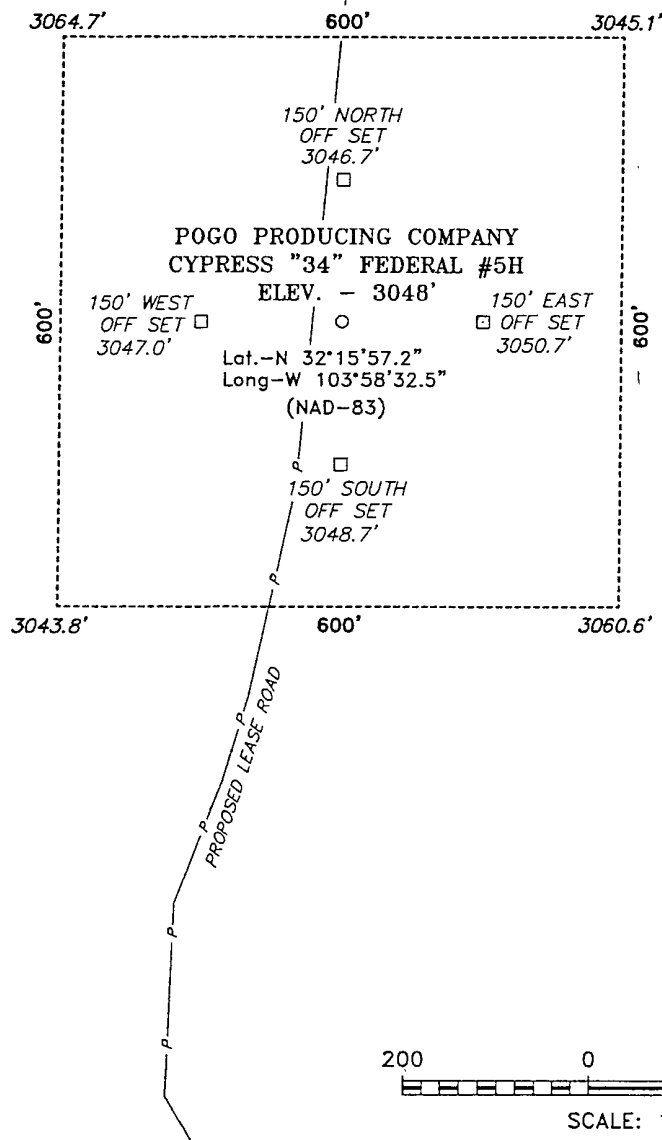 3064.7' 600' 3045.1'
150' NORTH
OFF SET
3046.7'
POGO PRODUCING COMPANY
CYPRESS "34" FEDERAL #5H
ELEV. - 3048'
600'
150' WEST
OFF SET
3047.0'
150' EAST
OFF SET
3050.7'
600'
Lat.-N 32°15'57.2"
Long-W 103°58'32.5"
(NAD-83)
P
150' SOUTH
OFF SET
3048.7'
P
3043.8' 600' 3060.6'
P
PROPOSED LEASE ROAD
P
P
P
200 0
SCALE: